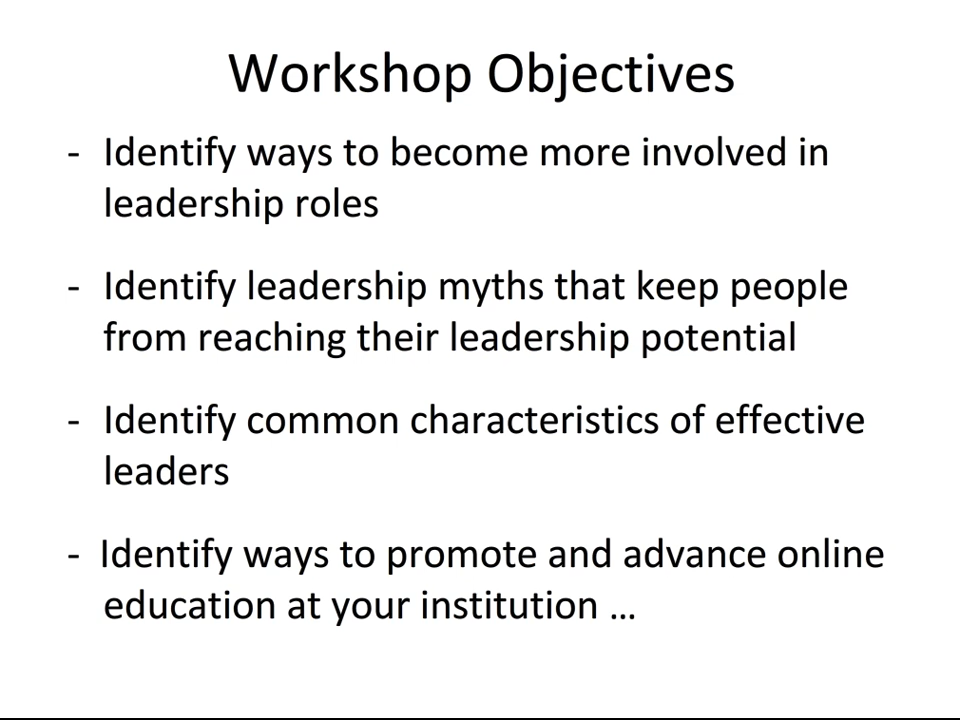 Workshop Objectives
- Identify ways to become more involved in
leadership roles
- Identify leadership myths that keep people
from reaching their leadership potential
- Identify common characteristics of effective
leaders
- Identify ways to promote and advance online
education at your institution …